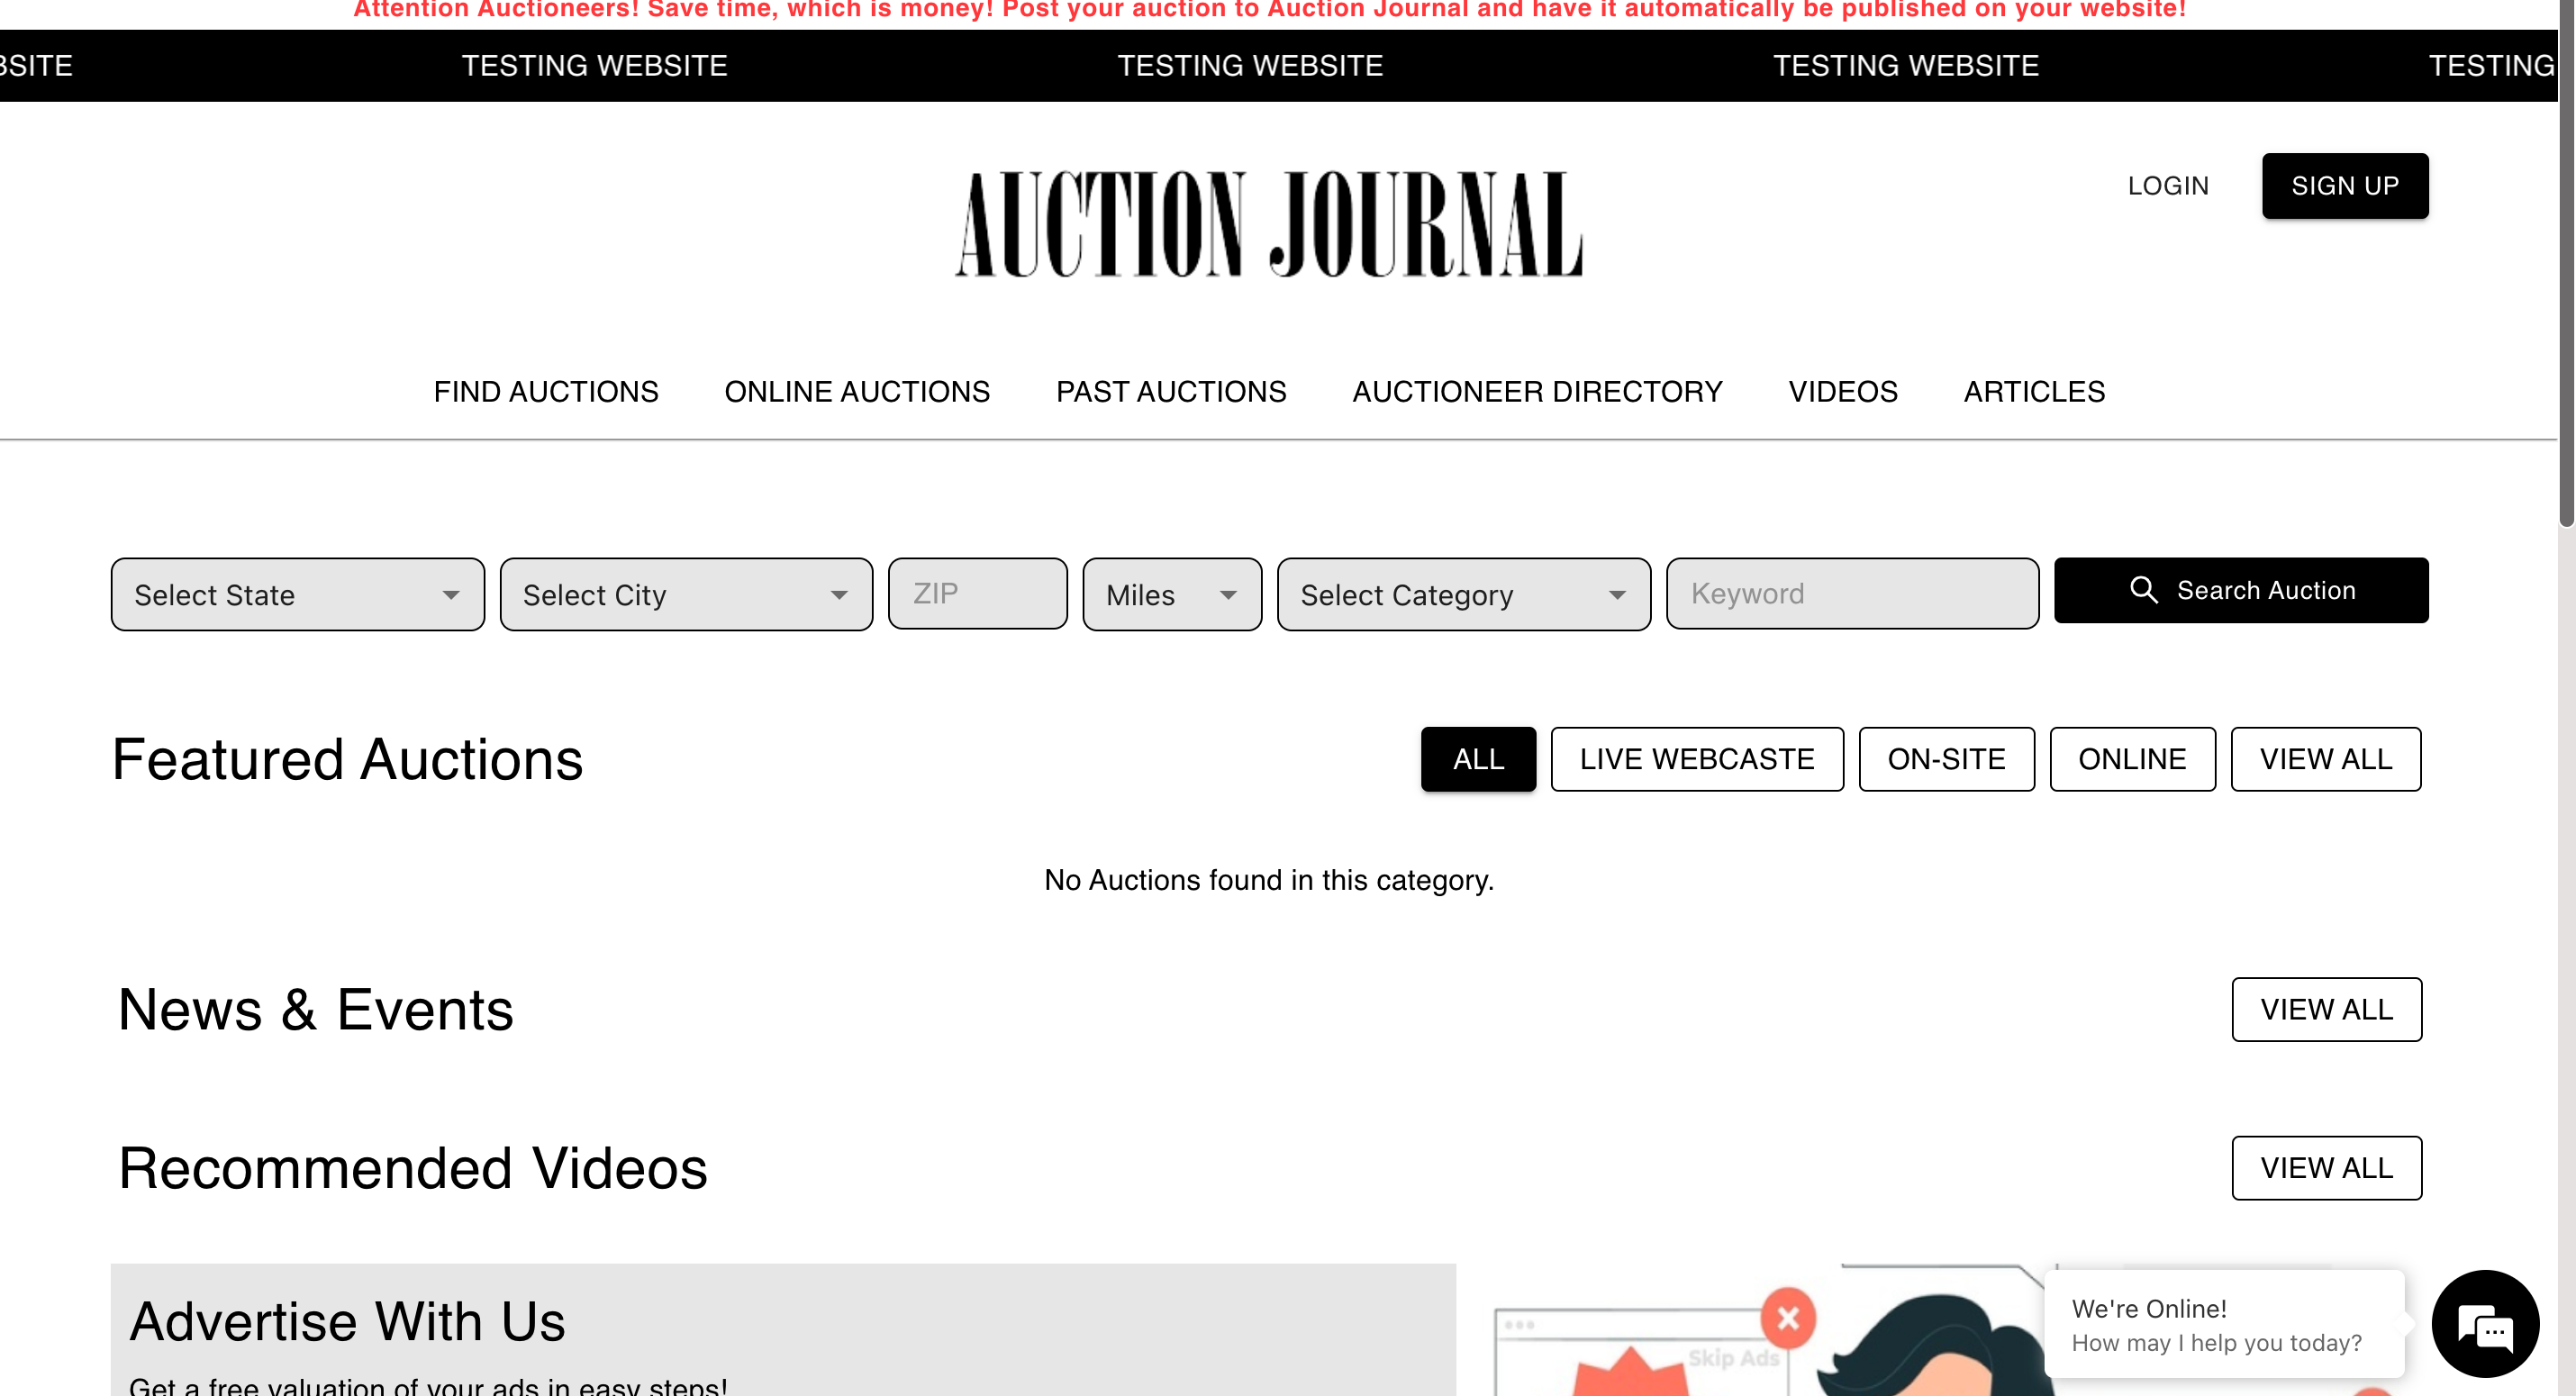 Attention Auctioneers! Save time, which is money! Post your auction to Auction Journal and have it automatically be published on your website!
BSITE TESTING WEBSITE TESTING WEBSITE TESTING WEBSITE TESTING
AUCTION JOURNAL
LOGIN SIGN UP
FIND AUCTIONS ONLINE AUCTIONS PAST AUCTIONS AUCTIONEER DIRECTORY VIDEOS ARTICLES
Select State Select City ZIP Miles Select Category Keyword Search Auction
Featured Auctions ALL LIVE WEBCASTE ON-SITE ONLINE VIEW ALL
No Auctions found in this category.
News & Events VIEW ALL
Recommended Videos VIEW ALL
Advertise With Us
Get a free valuation of your ads in easy steps!
Skip Ads
We're Online!
How may I help you today?